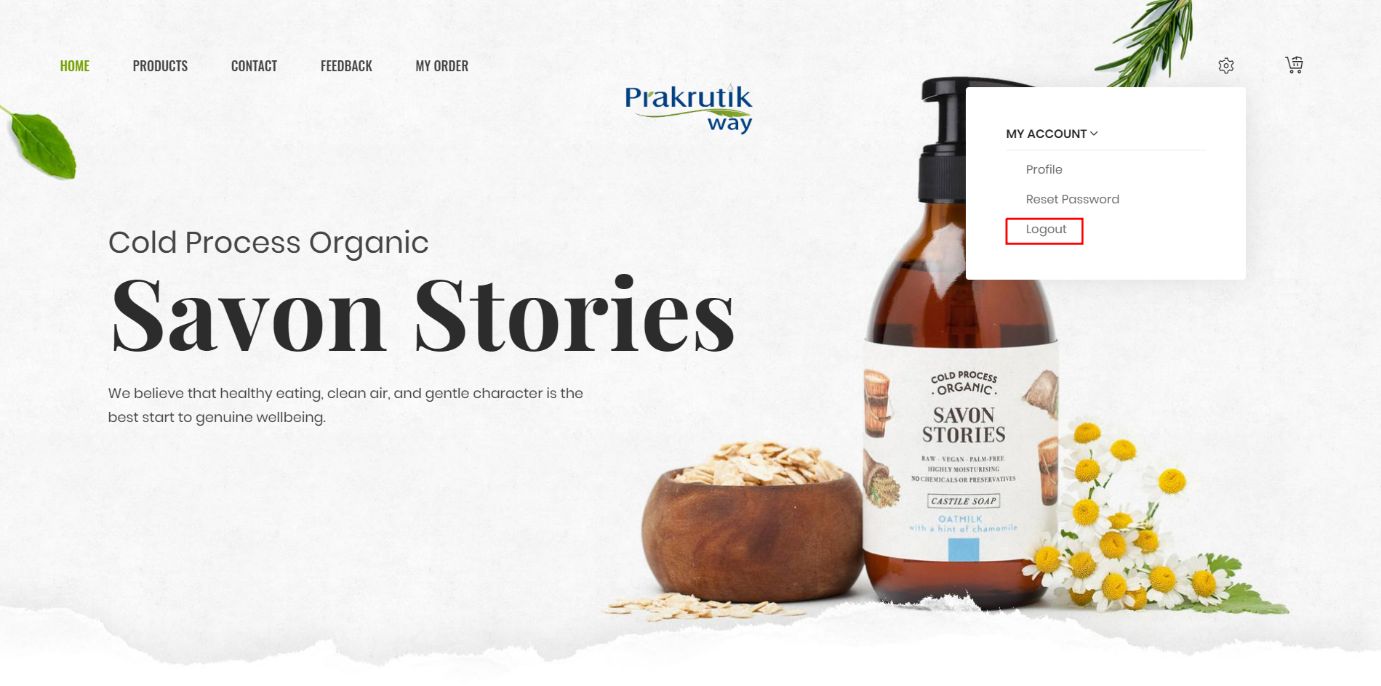 HOME PRODUCTS CONTACT FEEDBACK MY ORDER
Prakrutik
way
MY ACCOUNT
Profile
Reset Password
Logout
Cold Process Organic
Savon Stories
We believe that healthy eating, clean air, and gentle character is the
best start to genuine wellbeing.
COLD PROCESS
· ORGANIC ·
SAVON
STORIES
RAW · VEGAN · PALM-FREE
HIGHLY MOISTURISING
NO CHEMICALS OR PRESERVATIVES
CASTILE SOAP
OATMILK
with a hint of chamomile